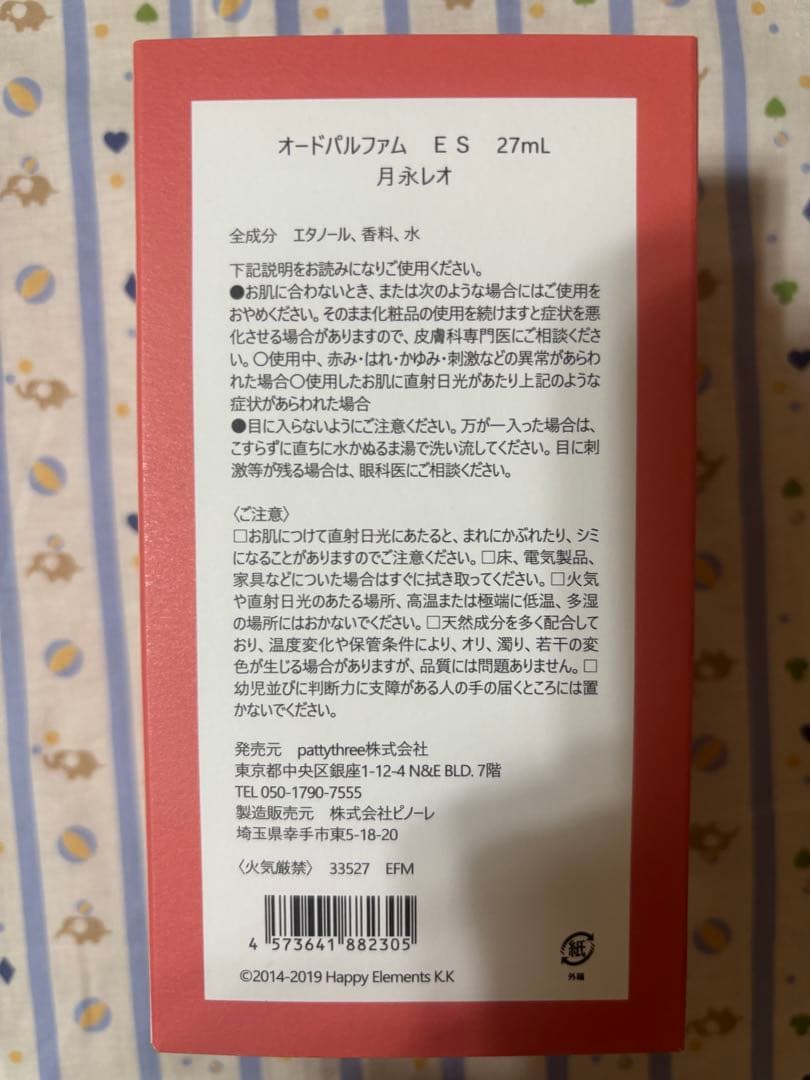 オードパルファム　ＥＳ　27mL
月永レオ
全成分　エタノール、香料、水
下記説明をお読みになりご使用ください。
●お肌に合わないとき、または次のような場合にはご使用を
おやめください。そのまま化粧品の使用を続けますと症状を悪
化させる場合がありますので、皮膚科専門医にご相談くださ
い。〇使用中、赤み・はれ・かゆみ・刺激などの異常があらわ
れた場合〇使用したお肌に直射日光があたり上記のような
症状があらわれた場合
●目に入らないようにご注意ください。万が一入った場合は、
こすらずに直ちに水かぬるま湯で洗い流してください。目に刺
激等が残る場合は、眼科医にご相談ください。
〈ご注意〉
□お肌につけて直射日光にあたると、まれにかぶれたり、シミ
になることがありますのでご注意ください。□床、電気製品、
家具などについた場合はすぐに拭き取ってください。□火気
や直射日光のあたる場所、高温または極端に低温、多湿
の場所にはおかないでください。□天然成分を多く配合して
おり、温度変化や保管条件により、オリ、濁り、若干の変
色が生じる場合がありますが、品質には問題ありません。□
幼児並びに判断力に支障がある人の手の届くところには置
かないでください。
発売元　pattythree株式会社
東京都中央区銀座1-12-4 N&E BLD. 7階
TEL 050-1790-7555
製造販売元　株式会社ピノーレ
埼玉県幸手市東5-18-20
〈火気厳禁〉　33527　EFM
4 573641 882305
紙
外箱
©2014-2019 Happy Elements K.K